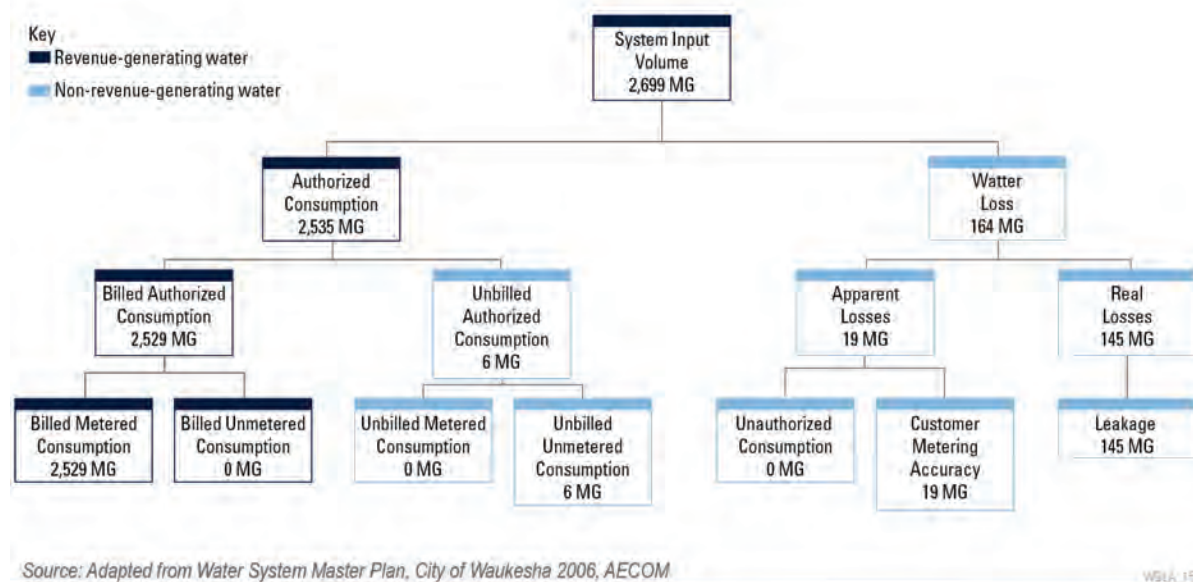 Key
Revenue-generating water
Non-revenue-generating water
System Input
Volume
2,699 MG
Authorized
Consumption
2,535 MG
Watter
Loss
164 MG
Billed Authorized
Consumption
2,529 MG
Unbilled
Authorized
Consumption
6 MG
Apparent
Losses
19 MG
Real
Losses
145 MG
Billed Metered
Consumption
2,529 MG
Billed Unmetered
Consumption
0 MG
Unbilled Metered
Consumption
0 MG
Unbilled
Unmetered
Consumption
6 MG
Unauthorized
Consumption
0 MG
Customer
Metering
Accuracy
19 MG
Leakage
145 MG
Source: Adapted from Water System Master Plan, City of Waukesha 2006, AECOM